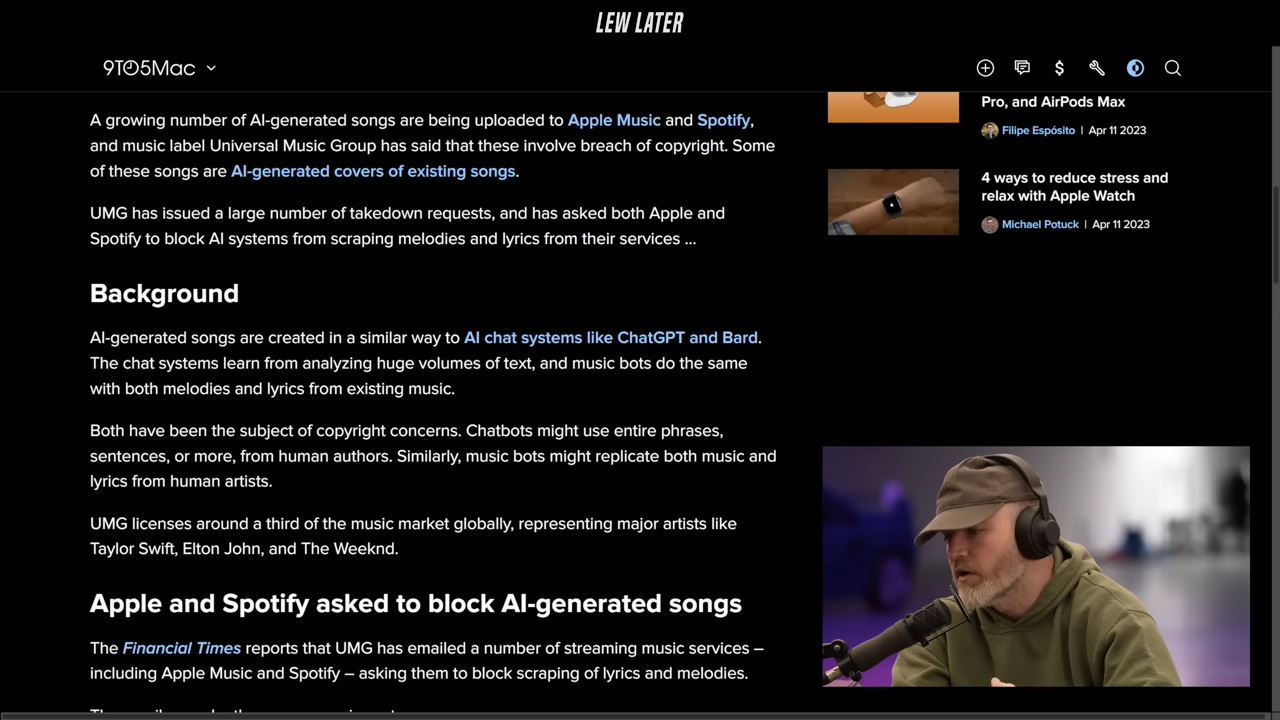 LEW LATER
9TO5Mac
A growing number of AI-generated songs are being uploaded to Apple Music and Spotify,
and music label Universal Music Group has said that these involve breach of copyright. Some
of these songs are AI-generated covers of existing songs.
UMG has issued a large number of takedown requests, and has asked both Apple and
Spotify to block AI systems from scraping melodies and lyrics from their services ...
Background
AI-generated songs are created in a similar way to AI chat systems like ChatGPT and Bard.
The chat systems learn from analyzing huge volumes of text, and music bots do the same
with both melodies and lyrics from existing music.
Both have been the subject of copyright concerns. Chatbots might use entire phrases,
sentences, or more, from human authors. Similarly, music bots might replicate both music and
lyrics from human artists.
UMG licenses around a third of the music market globally, representing major artists like
Taylor Swift, Elton John, and The Weeknd.
Apple and Spotify asked to block AI-generated songs
The Financial Times reports that UMG has emailed a number of streaming music services –
including Apple Music and Spotify – asking them to block scraping of lyrics and melodies.
Pro, and AirPods Max
Filipe Espósito | Apr 11 2023
4 ways to reduce stress and
relax with Apple Watch
Michael Potuck | Apr 11 2023